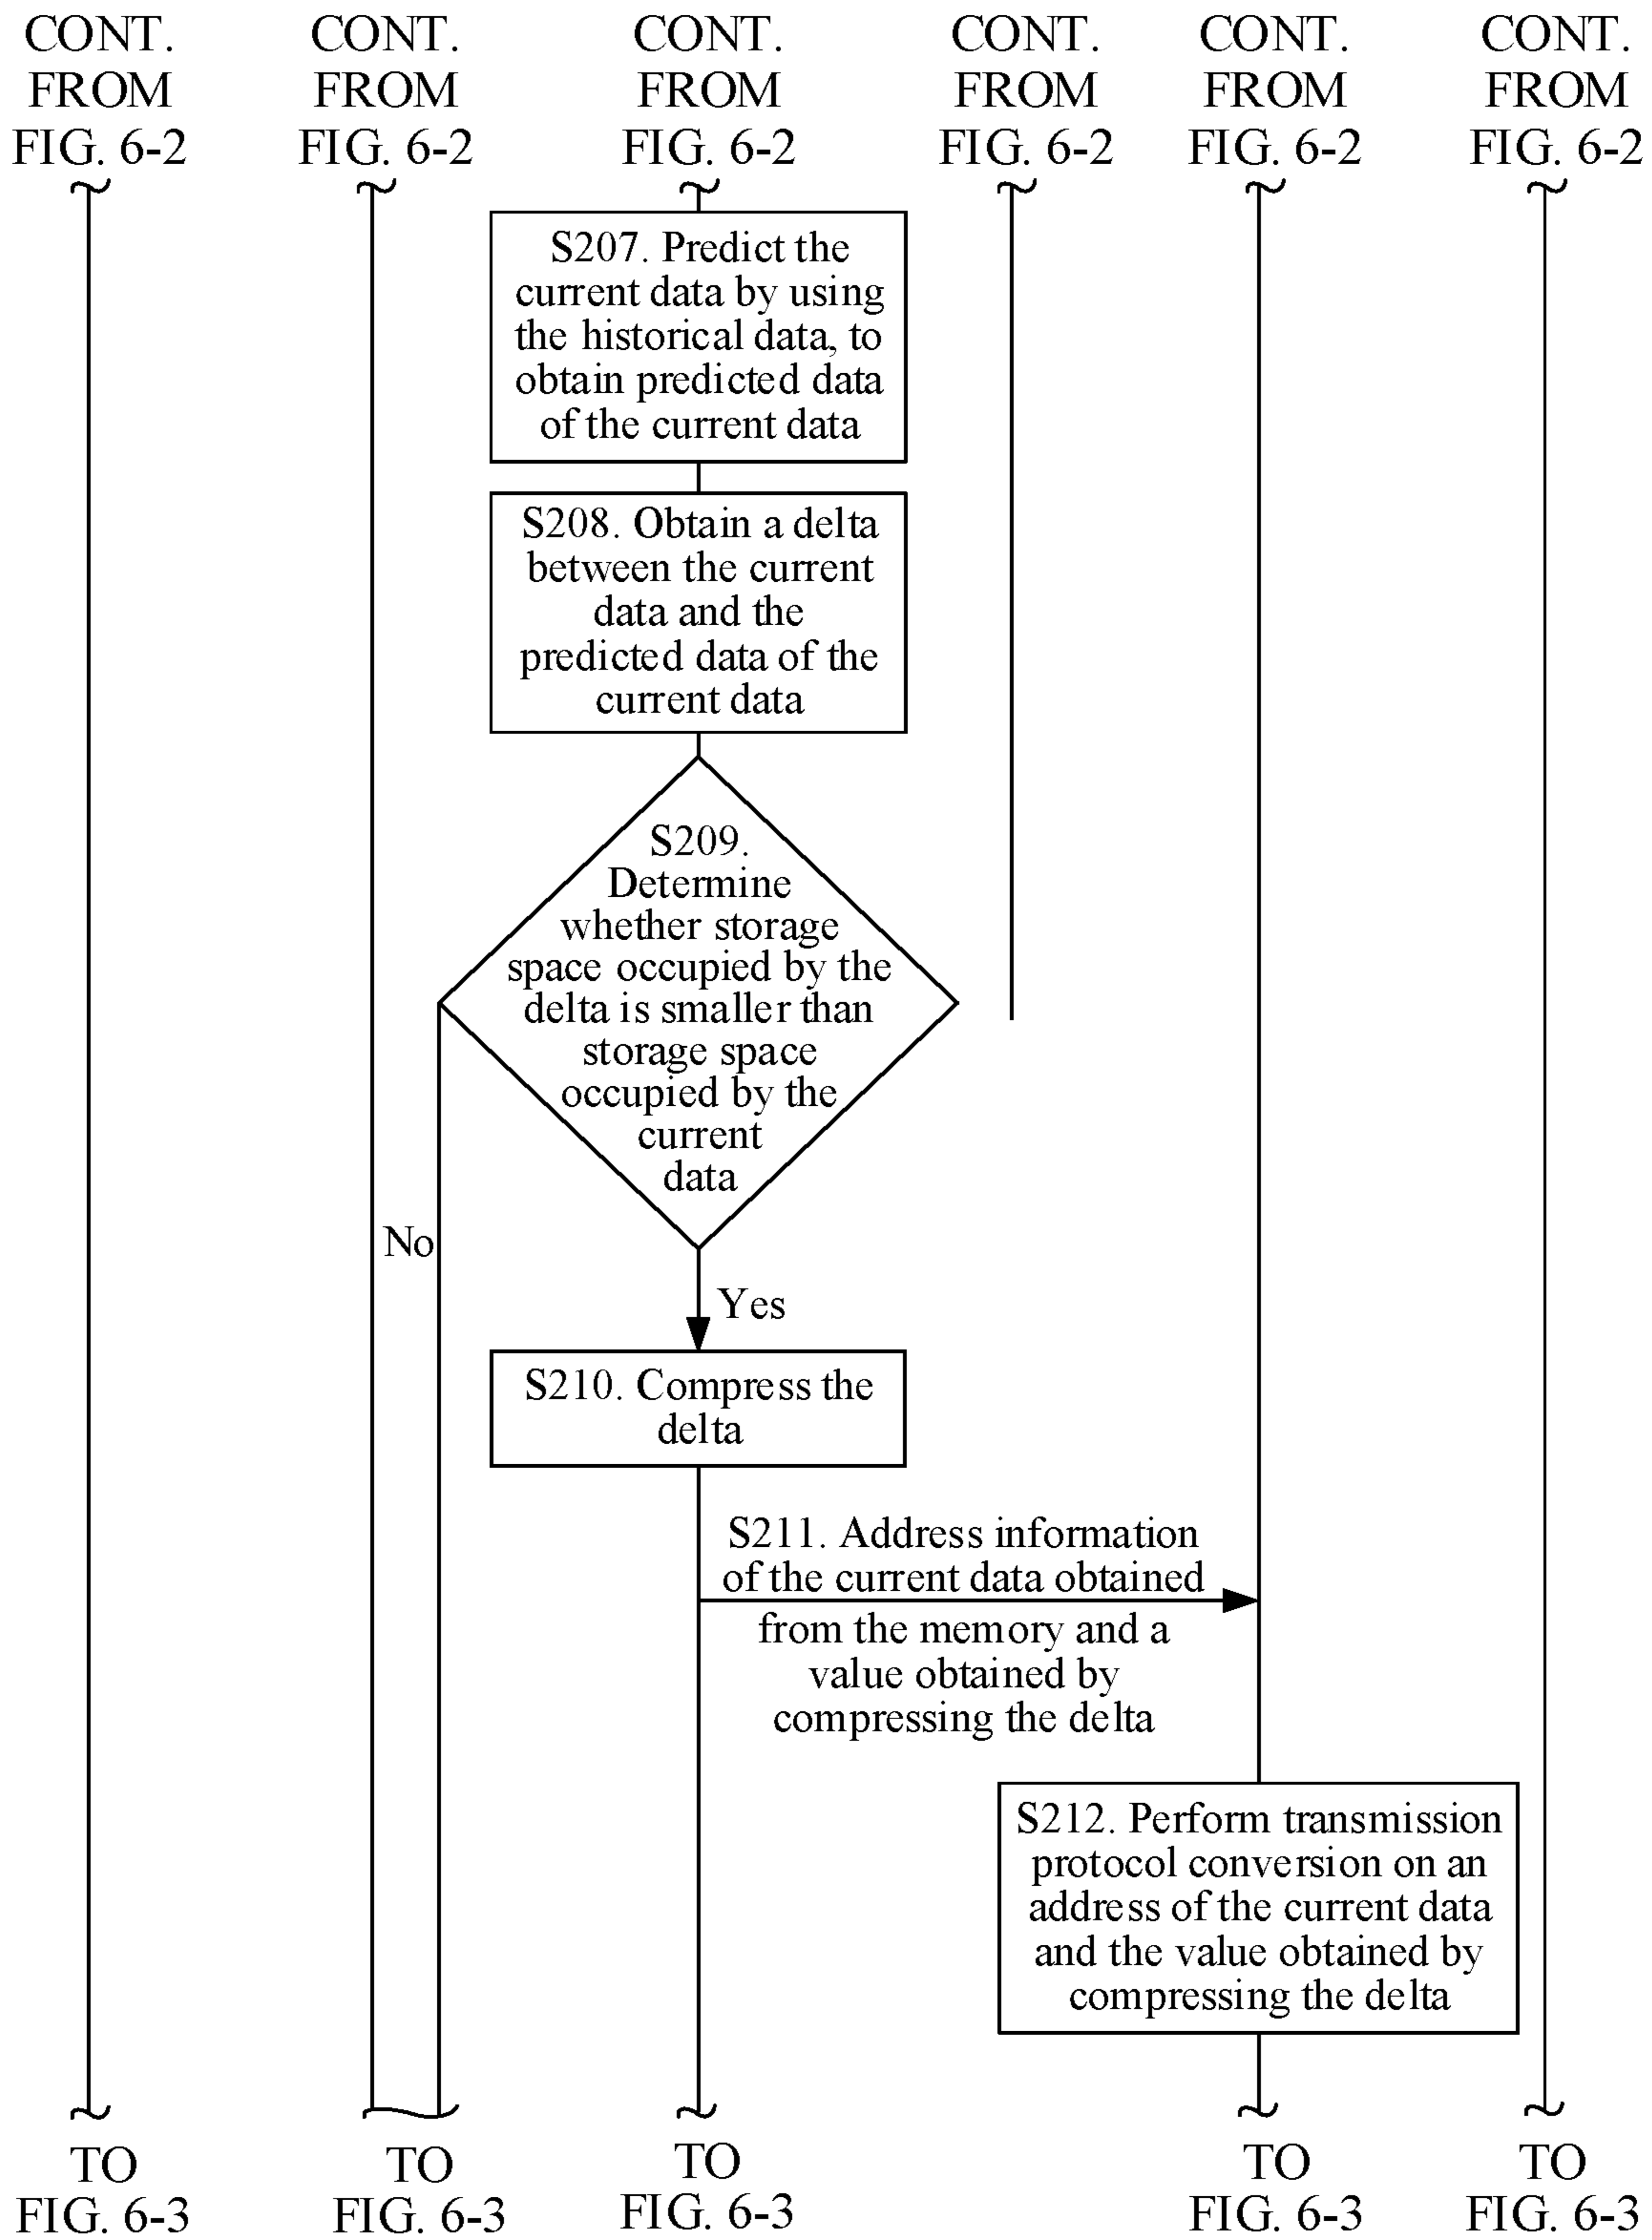 CONT. FROM FIG. 6-2
CONT. FROM FIG. 6-2
CONT. FROM FIG. 6-2
CONT. FROM FIG. 6-2
CONT. FROM FIG. 6-2
CONT. FROM FIG. 6-2
S207. Predict the
current data by using
the historical data, to
obtain predicted data
of the current data
S208. Obtain a delta
between the current
data and the
predicted data of the
current data
S209.
Determine
whether storage
space occupied by the
delta is smaller than
storage space
occupied by the
current
data
No
Yes
S210. Compress the
delta
S211. Address information
of the current data obtained
from the memory and a
value obtained by
compressing the delta
S212. Perform transmission
protocol conversion on an
address of the current data
and the value obtained by
compressing the delta
TO FIG. 6-3
TO FIG. 6-3
TO FIG. 6-3
TO FIG. 6-3
TO FIG. 6-3